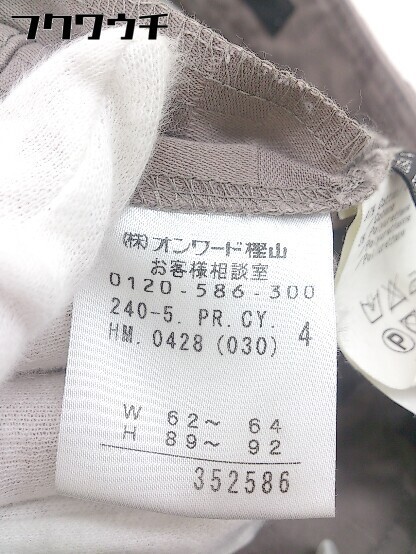 フクワウチ
(株)オンワード樫山
お客様相談室
0120-586-300
240-5. PR. CY.
HM. 0428 (030) 4
W 62〜 64
H 89〜 92
352586